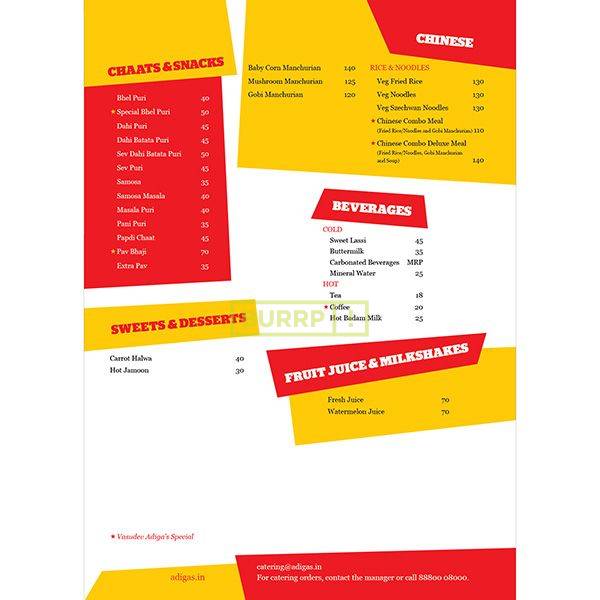 CHAATS & SNACKS
Bhel Puri 40
★ Special Bhel Puri 50
Dahi Puri 45
Dahi Batata Puri 45
Sev Dahi Batata Puri 50
Sev Puri 45
Samosa 35
Samosa Masala 40
Masala Puri 40
Pani Puri 35
Papdi Chaat 45
★ Pav Bhaji 70
Extra Pav 35
CHINESE
Baby Corn Manchurian 140
Mushroom Manchurian 125
Gobi Manchurian 120
RICE & NOODLES
Veg Fried Rice 130
Veg Noodles 130
Veg Szechwan Noodles 130
★ Chinese Combo Meal
(Fried Rice/Noodles and Gobi Manchurian) 110
★ Chinese Combo Deluxe Meal
(Fried Rice/Noodles, Gobi Manchurian
and Soup) 140
BEVERAGES
COLD
Sweet Lassi 45
Buttermilk 35
Carbonated Beverages MRP
Mineral Water 25
HOT
Tea 18
★ Coffee 20
Hot Badam Milk 25
BURRP !
SWEETS & DESSERTS
Carrot Halwa 40
Hot Jamoon 30
FRUIT JUICE & MILKSHAKES
Fresh Juice 70
Watermelon Juice 70
★ Vasudev Adiga's Special
adigas.in
catering@adigas.in
For catering orders, contact the manager or call 88800 08000.